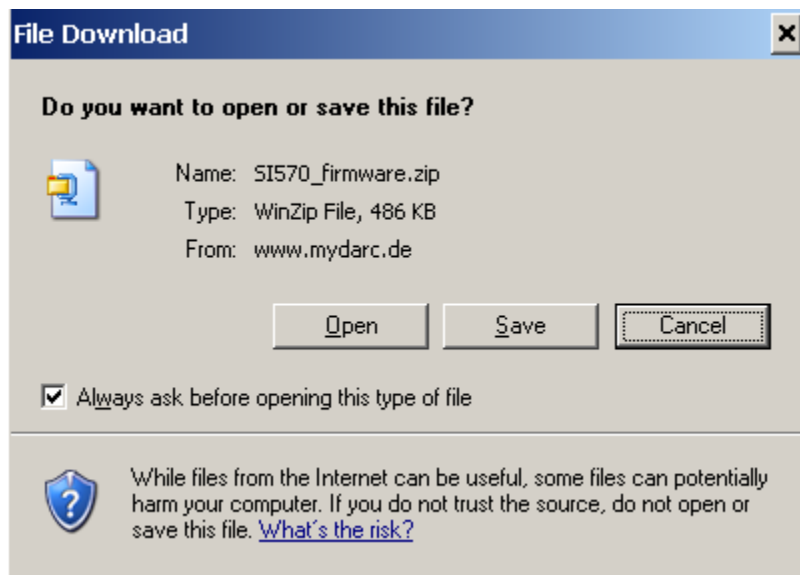 File Download
Do you want to open or save this file?
Name: SI570_firmware.zip
Type: WinZip File, 486 KB
From: www.mydarc.de
Open Save Cancel
Always ask before opening this type of file
While files from the Internet can be useful, some files can potentially
harm your computer. If you do not trust the source, do not open or
save this file. What's the risk?